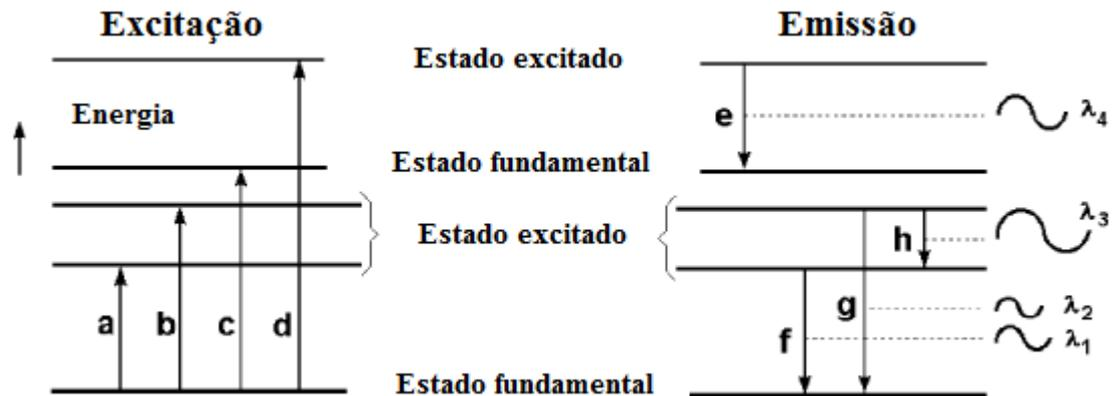 Excitação
Emissão
Estado excitado
Energia
e
λ4
Estado fundamental
λ3
Estado excitado
h
a
b
c
d
g
λ2
f
λ1
Estado fundamental